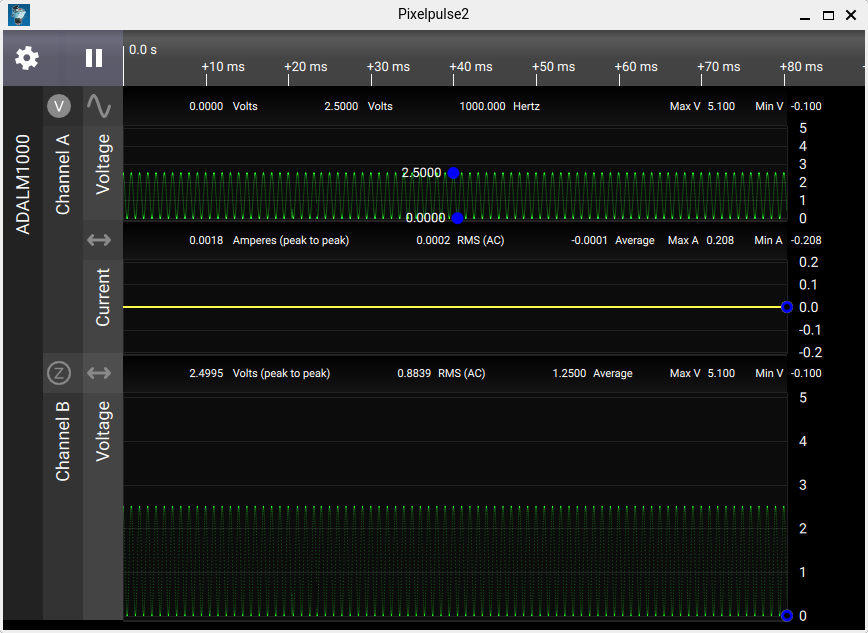 Pixelpulse2
0.0 s
+10 ms +20 ms +30 ms +40 ms +50 ms +60 ms +70 ms +80 ms
ADALM1000
V
Channel A
Voltage
0.0000 Volts 2.5000 Volts 1000.000 Hertz Max V 5.100 Min V -0.100
5
4
3
2.5000
2
1
0.0000
0
Current
0.0018 Amperes (peak to peak) 0.0002 RMS (AC) -0.0001 Average Max A 0.208 Min A -0.208
0.2
0.1
0.0
-0.1
-0.2
Z
Channel B
Voltage
2.4995 Volts (peak to peak) 0.8839 RMS (AC) 1.2500 Average Max V 5.100 Min V -0.100
5
4
3
2
1
0